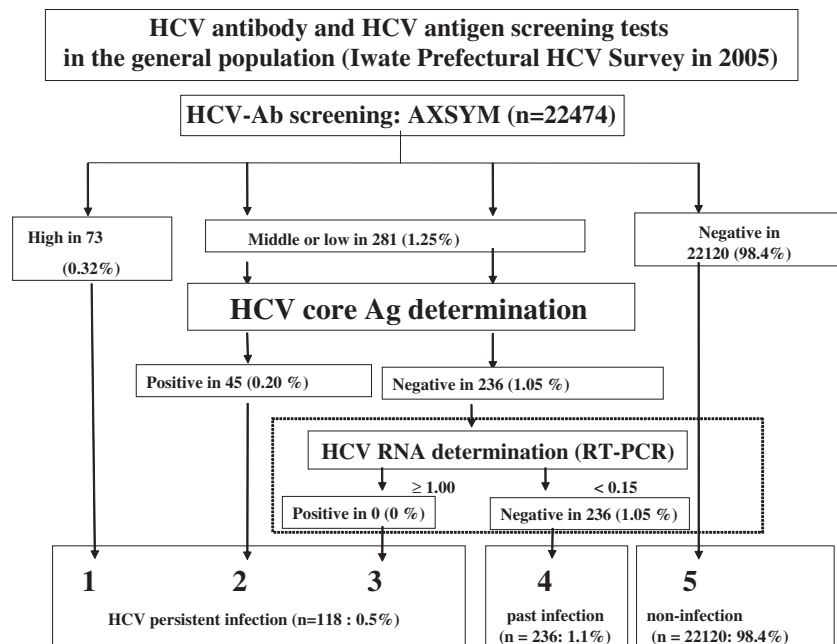 HCV antibody and HCV antigen screening tests
in the general population (Iwate Prefectural HCV Survey in 2005)
HCV-Ab screening: AXSYM (n=22474)
High in 73
(0.32%)
Middle or low in 281 (1.25%)
Negative in
22120 (98.4%)
HCV core Ag determination
Positive in 45 (0.20 %)
Negative in 236 (1.05 %)
HCV RNA determination (RT-PCR)
≥ 1.00
< 0.15
Positive in 0 (0 %)
Negative in 236 (1.05 %)
1
2
3
4
5
HCV persistent infection (n=118 : 0.5%)
past infection
(n = 236: 1.1%)
non-infection
(n = 22120: 98.4%)